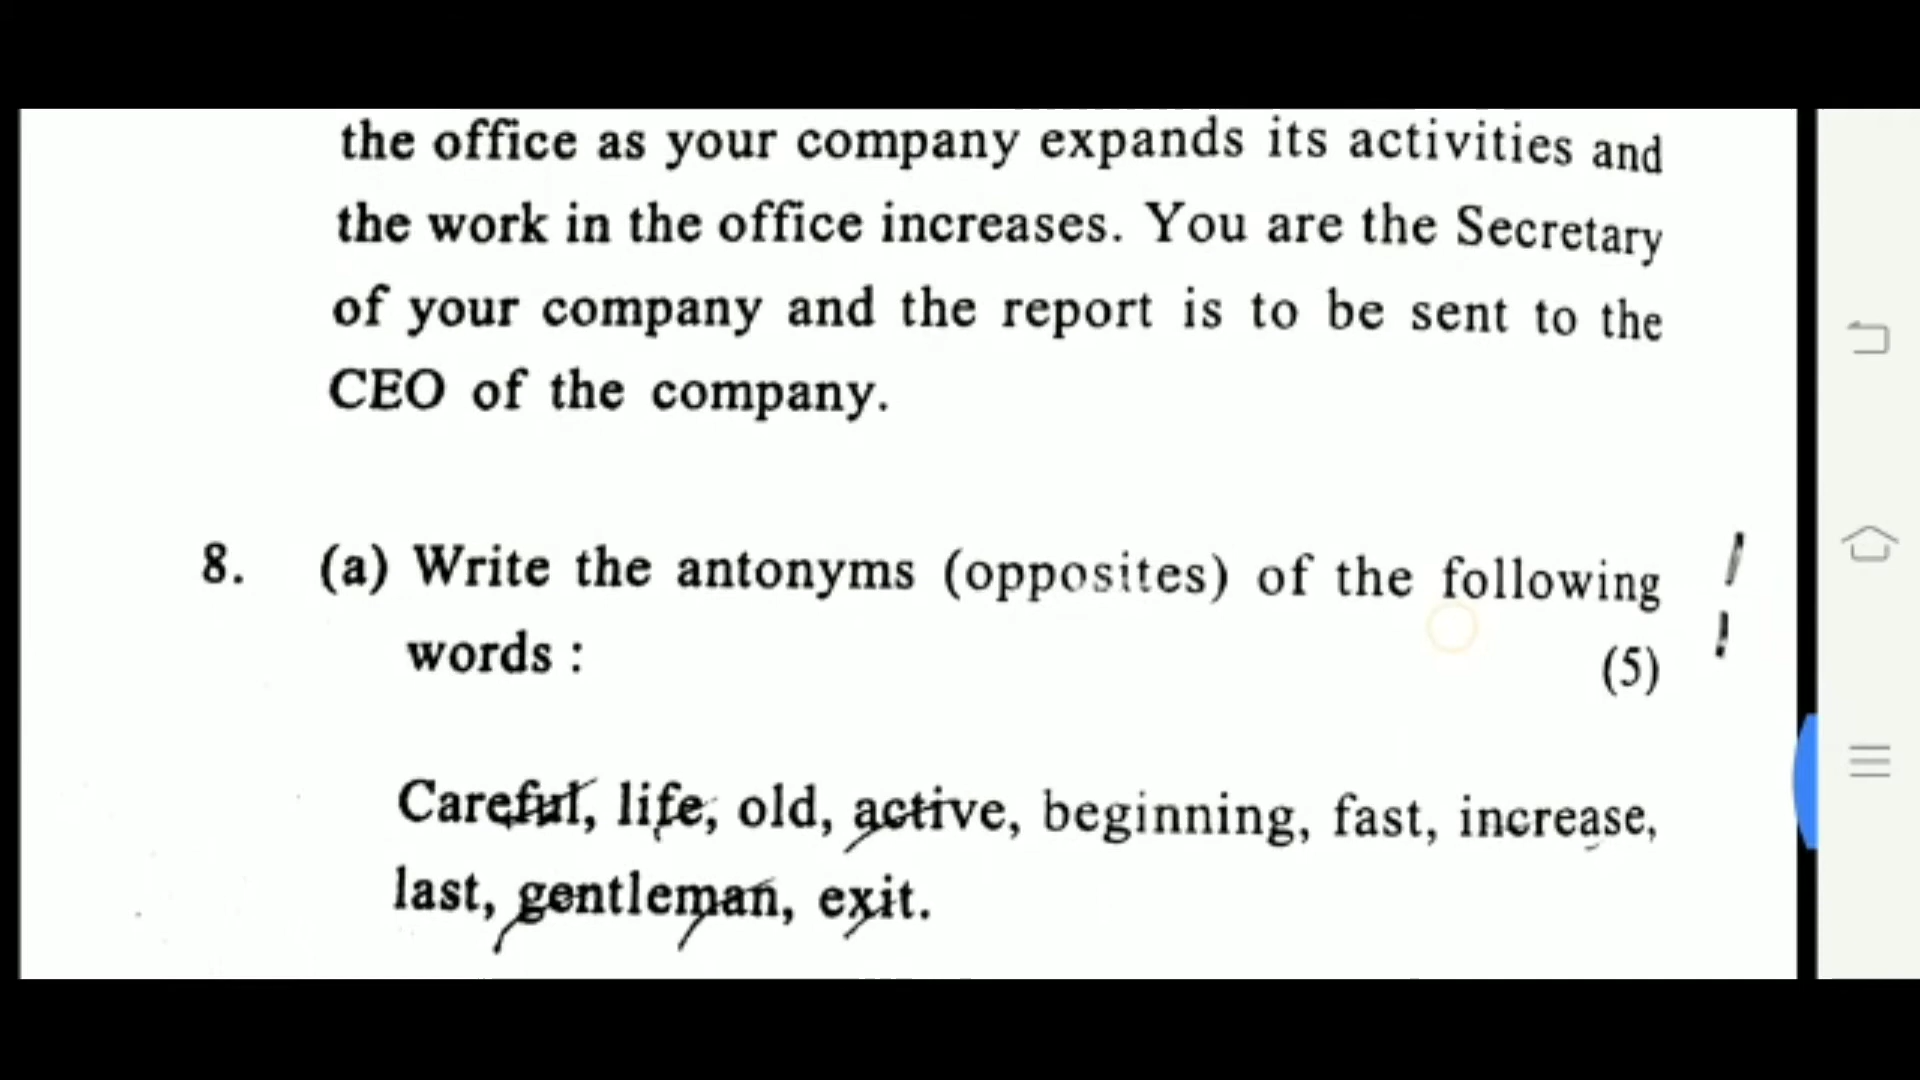 the office as your company expands its activities and
the work in the office increases. You are the Secretary
of your company and the report is to be sent to the
CEO of the company.
8. (a) Write the antonyms (opposites) of the following
words : (5)
Careful, life, old, active, beginning, fast, increase,
last, gentleman, exit.